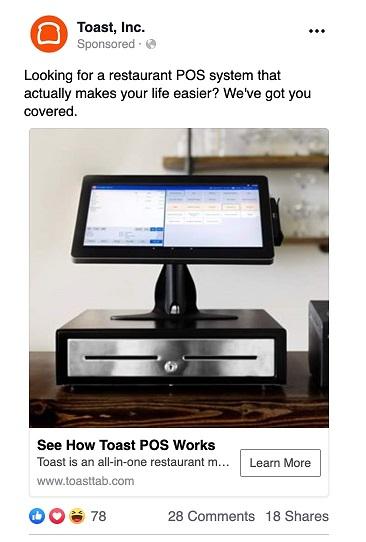 Toast, Inc.
Sponsored ·
Looking for a restaurant POS system that
actually makes your life easier? We've got you
covered.
See How Toast POS Works
Toast is an all-in-one restaurant m...
Learn More
www.toasttab.com
78
28 Comments 18 Shares